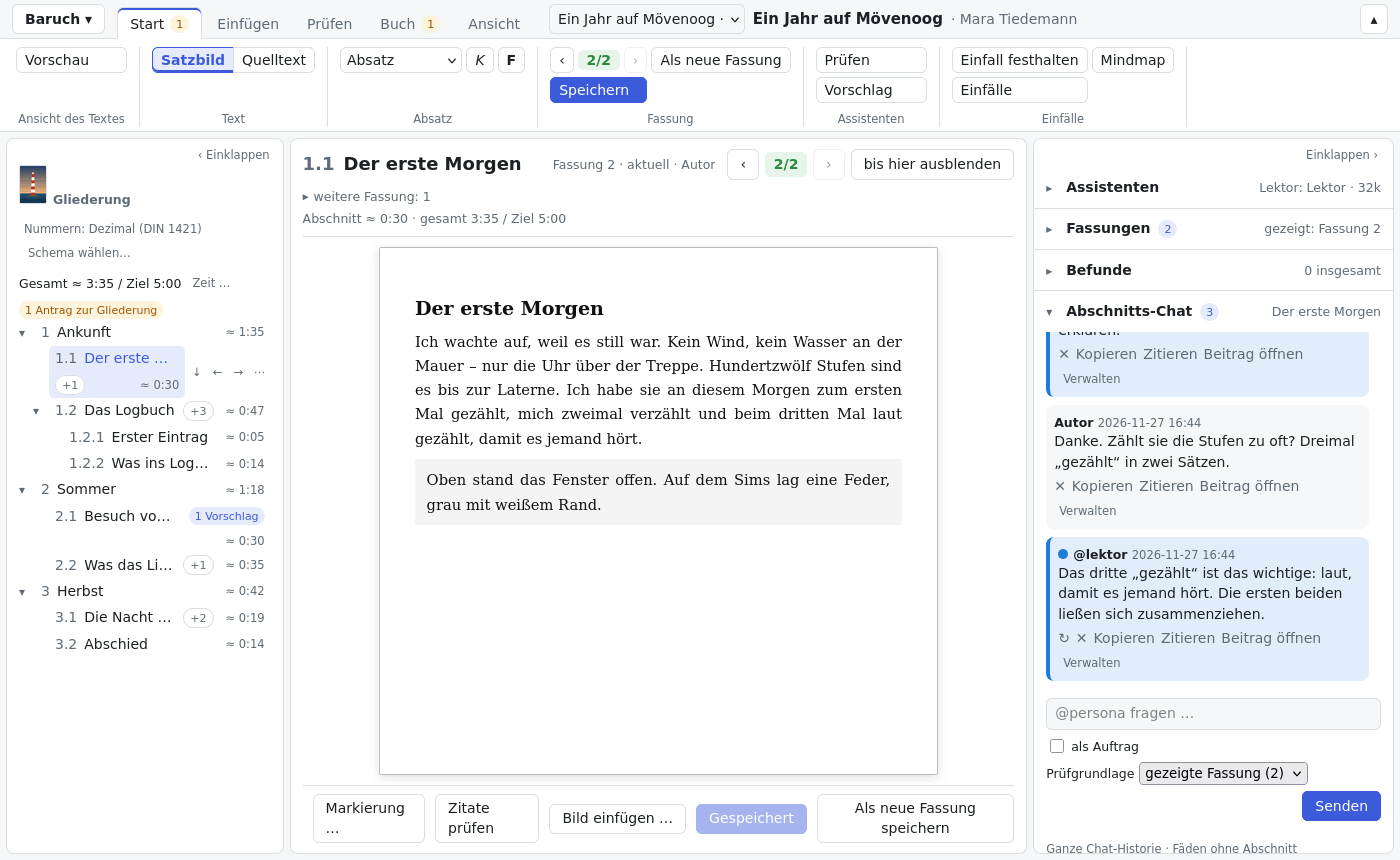 Baruch ▾ Start 1 Einfügen Prüfen Buch 1 Ansicht Ein Jahr auf Mövenoog · Ein Jahr auf Mövenoog · Mara Tiedemann ▴
Vorschau Satzbild Quelltext Absatz K F ‹ 2/2 › Als neue Fassung Prüfen Einfall festhalten Mindmap
Speichern Vorschlag Einfälle
Ansicht des Textes Text Absatz Fassung Assistenten Einfälle
‹ Einklappen
Gliederung
Nummern: Dezimal (DIN 1421)
Schema wählen…
Gesamt ≈ 3:35 / Ziel 5:00 Zeit …
1 Antrag zur Gliederung
▾ 1 Ankunft ≈ 1:35
1.1 Der erste … ↓ ← → ···
+1 ≈ 0:30
▾ 1.2 Das Logbuch +3 ≈ 0:47
1.2.1 Erster Eintrag ≈ 0:05
1.2.2 Was ins Log… ≈ 0:14
▾ 2 Sommer ≈ 1:18
2.1 Besuch vo… 1 Vorschlag
≈ 0:30
2.2 Was das Li… +1 ≈ 0:35
▾ 3 Herbst ≈ 0:42
3.1 Die Nacht … +2 ≈ 0:19
3.2 Abschied ≈ 0:14
1.1 Der erste Morgen Fassung 2 · aktuell · Autor ‹ 2/2 › bis hier ausblenden
▸ weitere Fassung: 1
Abschnitt ≈ 0:30 · gesamt 3:35 / Ziel 5:00
Der erste Morgen
Ich wachte auf, weil es still war. Kein Wind, kein Wasser an der
Mauer – nur die Uhr über der Treppe. Hundertzwölf Stufen sind
es bis zur Laterne. Ich habe sie an diesem Morgen zum ersten
Mal gezählt, mich zweimal verzählt und beim dritten Mal laut
gezählt, damit es jemand hört.
Oben stand das Fenster offen. Auf dem Sims lag eine Feder,
grau mit weißem Rand.
Markierung …
Zitate prüfen
Bild einfügen …
Gespeichert
Als neue Fassung speichern
Einklappen ›
▸ Assistenten Lektor: Lektor · 32k
▸ Fassungen 2 gezeigt: Fassung 2
▸ Befunde 0 insgesamt
▾ Abschnitts-Chat 3 Der erste Morgen
erklären.
✕ Kopieren Zitieren Beitrag öffnen
Verwalten
Autor 2026-11-27 16:44
Danke. Zählt sie die Stufen zu oft? Dreimal
„gezählt“ in zwei Sätzen.
✕ Kopieren Zitieren Beitrag öffnen
Verwalten
@lektor 2026-11-27 16:44
Das dritte „gezählt“ ist das wichtige: laut,
damit es jemand hört. Die ersten beiden
ließen sich zusammenziehen.
↻ ✕ Kopieren Zitieren Beitrag öffnen
Verwalten
@persona fragen …
als Auftrag
Prüfgrundlage gezeigte Fassung (2)
Senden
Ganze Chat-Historie · Fäden ohne Abschnitt